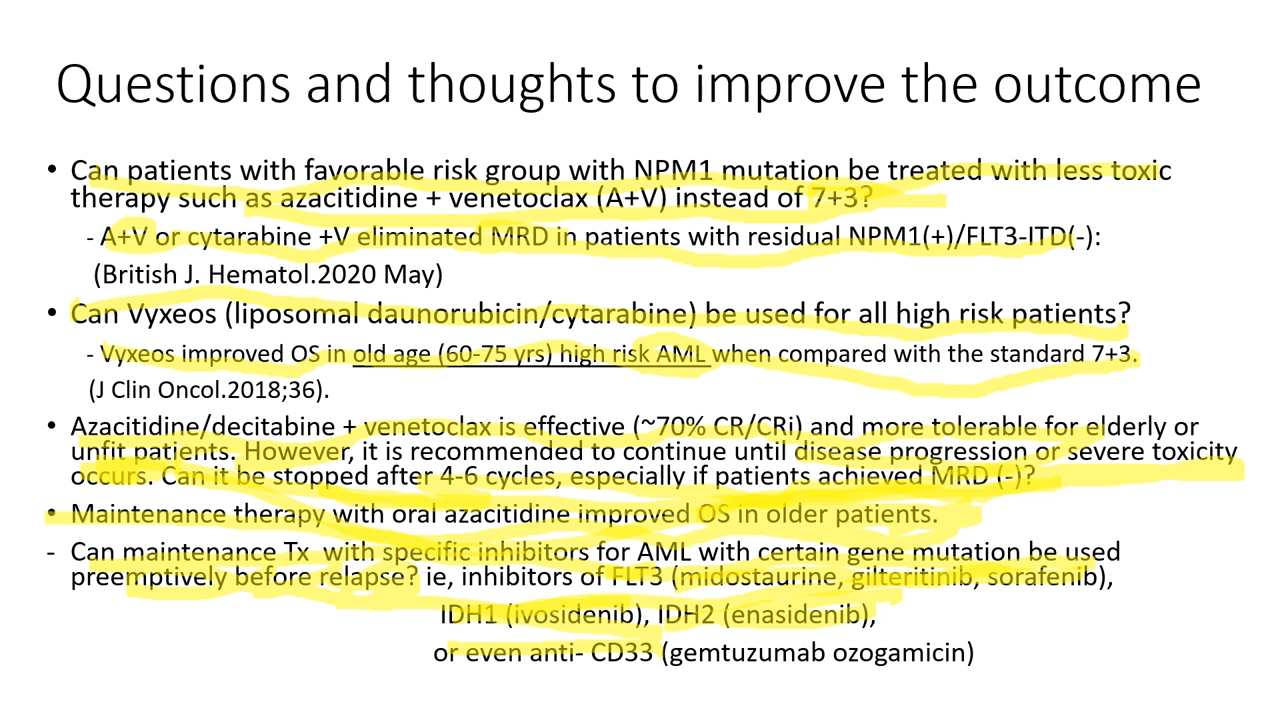 Questions and thoughts to improve the outcome
• Can patients with favorable risk group with NPM1 mutation be treated with less toxic
therapy such as azacitidine + venetoclax (A+V) instead of 7+3?
- A+V or cytarabine +V eliminated MRD in patients with residual NPM1(+)/FLT3-ITD(-):
(British J. Hematol.2020 May)
• Can Vyxeos (liposomal daunorubicin/cytarabine) be used for all high risk patients?
- Vyxeos improved OS in old age (60-75 yrs) high risk AML when compared with the standard 7+3.
(J Clin Oncol.2018;36).
• Azacitidine/decitabine + venetoclax is effective (~70% CR/CRi) and more tolerable for elderly or
unfit patients. However, it is recommended to continue until disease progression or severe toxicity
occurs. Can it be stopped after 4-6 cycles, especially if patients achieved MRD (-)?
• Maintenance therapy with oral azacitidine improved OS in older patients.
- Can maintenance Tx with specific inhibitors for AML with certain gene mutation be used
preemptively before relapse? ie, inhibitors of FLT3 (midostaurine, gilteritinib, sorafenib),
IDH1 (ivosidenib), IDH2 (enasidenib),
or even anti- CD33 (gemtuzumab ozogamicin)